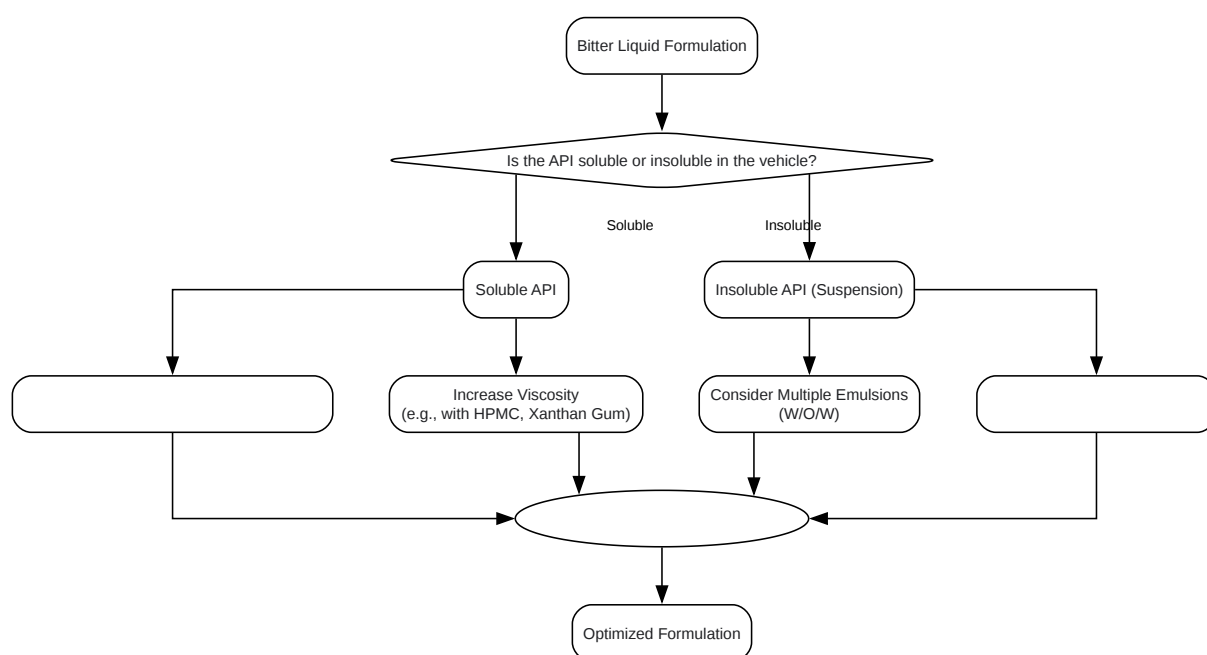 Bitter Liquid Formulation
Is the API soluble or insoluble in the vehicle?
Soluble
Insoluble
Soluble API
Insoluble API (Suspension)
Increase Viscosity
(e.g., with HPMC, Xanthan Gum)
Consider Multiple Emulsions
(W/O/W)
Optimized Formulation